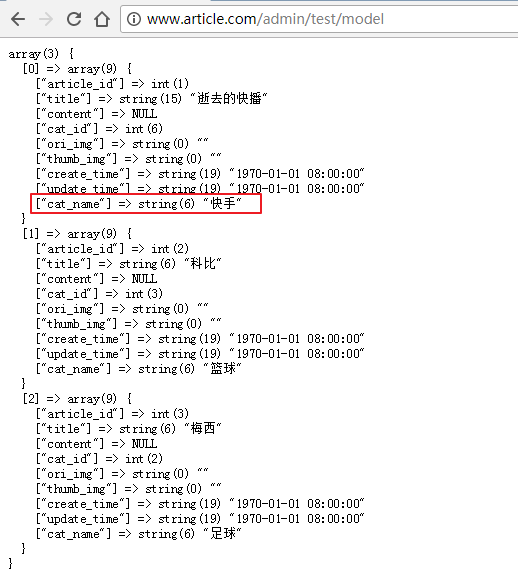 www.article.com/admin/test/model
array(3) {
  [0] => array(9) {
    ["article_id"] => int(1)
    ["title"] => string(15) "逝去的快播"
    ["content"] => NULL
    ["cat_id"] => int(6)
    ["ori_img"] => string(0) ""
    ["thumb_img"] => string(0) ""
    ["create_time"] => string(19) "1970-01-01 08:00:00"
    ["update_time"] => string(19) "1970-01-01 08:00:00"
    ["cat_name"] => string(6) "快手"
  }
  [1] => array(9) {
    ["article_id"] => int(2)
    ["title"] => string(6) "科比"
    ["content"] => NULL
    ["cat_id"] => int(3)
    ["ori_img"] => string(0) ""
    ["thumb_img"] => string(0) ""
    ["create_time"] => string(19) "1970-01-01 08:00:00"
    ["update_time"] => string(19) "1970-01-01 08:00:00"
    ["cat_name"] => string(6) "篮球"
  }
  [2] => array(9) {
    ["article_id"] => int(3)
    ["title"] => string(6) "梅西"
    ["content"] => NULL
    ["cat_id"] => int(2)
    ["ori_img"] => string(0) ""
    ["thumb_img"] => string(0) ""
    ["create_time"] => string(19) "1970-01-01 08:00:00"
    ["update_time"] => string(19) "1970-01-01 08:00:00"
    ["cat_name"] => string(6) "足球"
  }
}